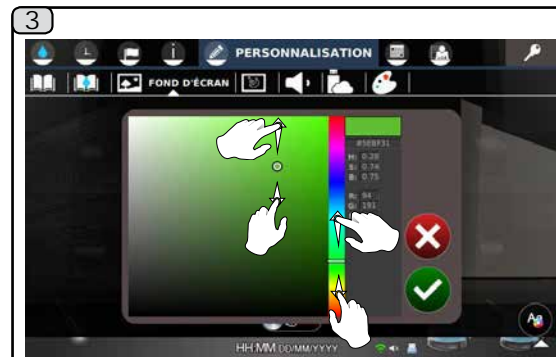 3
PERSONNALISATION
FOND D'ÉCRAN
#5EBF31
H: 0.28
S: 0.74
B: 0.75
R: 94
G: 191
HH:MM DD/MM/YYYY